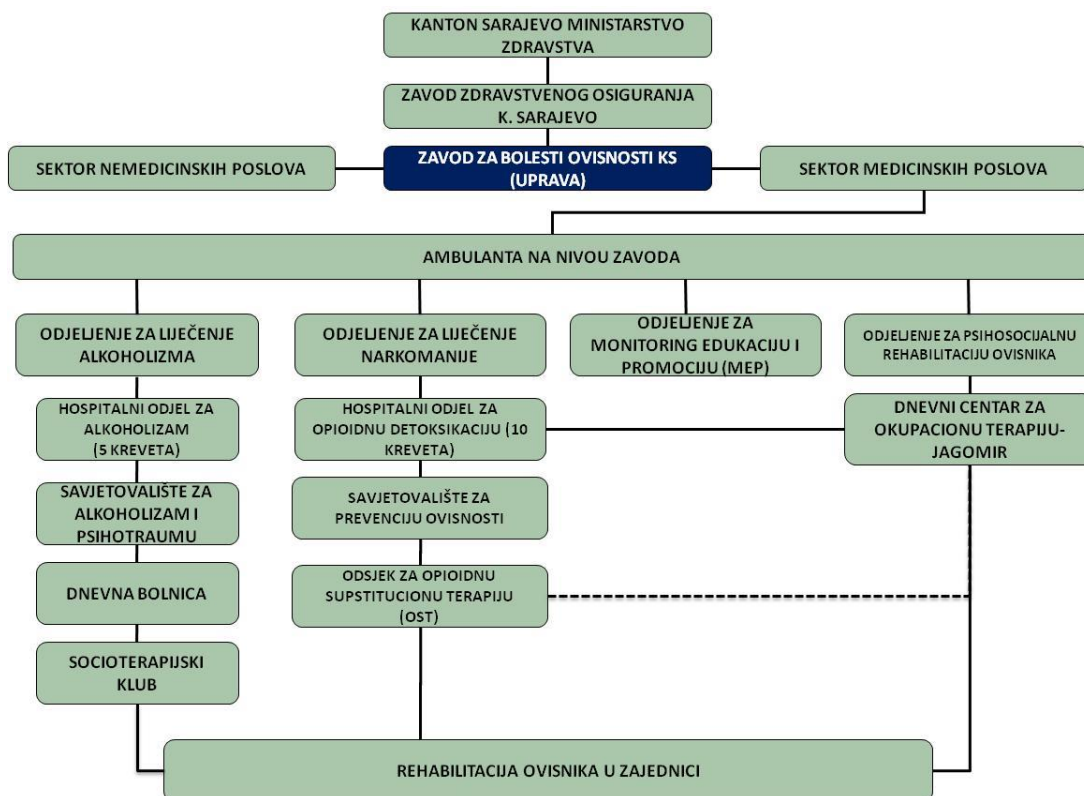 KANTON SARAJEVO MINISTARSTVO
ZDRAVSTVA
ZAVOD ZDRAVSTVENOG OSIGURANJA
K. SARAJEVO
SEKTOR NEMEDICINSKIH POSLOVA
ZAVOD ZA BOLESTI OVISNOSTI KS
(UPRAVA)
SEKTOR MEDICINSKIH POSLOVA
AMBULANTA NA NIVOU ZAVODA
ODJELJENJE ZA LIJEČENJE
ALKOHOLIZMA
ODJELJENJE ZA LIJEČENJE
NARKOMANIJE
ODJELJENJE ZA
MONITORING EDUKACIJU I
PROMOCIJU (MEP)
ODJELJENJE ZA PSIHOSOCIJALNU
REHABILITACIJU OVISNIKA
HOSPITALNI ODJEL ZA
ALKOHOLIZAM
(5 KREVETA)
HOSPITALNI ODJEL ZA
OPIOIDNU DETOKSIKACIJU (10
KREVETA)
DNEVNI CENTAR ZA
OKUPACIONU TERAPIJU-
JAGOMIR
SAVJETOVALIŠTE ZA
ALKOHOLIZAM I
PSIHOTRAUMU
SAVJETOVALIŠTE ZA
PREVENCIJU OVISNOSTI
DNEVNA BOLNICA
ODSJEK ZA OPIOIDNU
SUPSTITUCIONU TERAPIJU
(OST)
SOCIOTERAPIJSKI
KLUB
REHABILITACIJA OVISNIKA U ZAJEDNICI